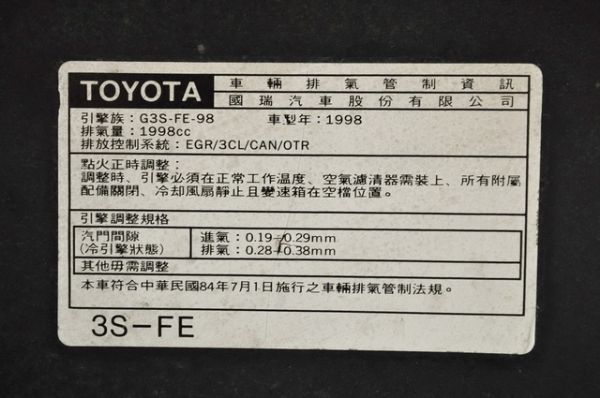 TOYOTA 車輛排氣管制資訊
國瑞汽車股份有限公司
引擎族：G3S-FE-98 車型年：1998
排氣量：1998cc
排放控制系統：EGR/3CL/CAN/OTR
點火正時調整：
調整時、引擎必須在正常工作溫度、空氣濾清器需裝上、所有附屬
配備關閉、冷却風扇靜止且變速箱在空檔位置。
引擎調整規格
汽門間隙 進氣：0.19-0.29mm
(冷引擎狀態) 排氣：0.28-0.38mm
其他毋需調整
本車符合中華民國84年7月1日施行之車輛排氣管制法規。
3S-FE